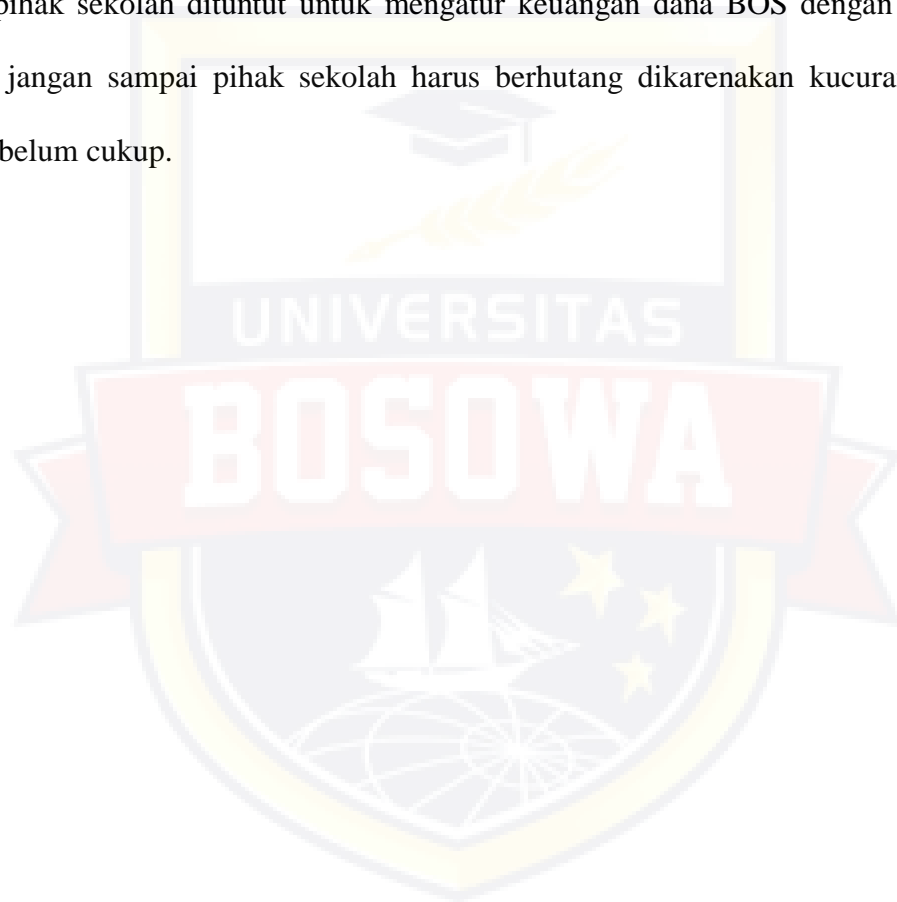 pihak sekolah dituntut untuk mengatur keuangan dana BOS dengan
jangan sampai pihak sekolah harus berhutang dikarenakan
belum cukup.
UNIVERSITAS
BOSOWA